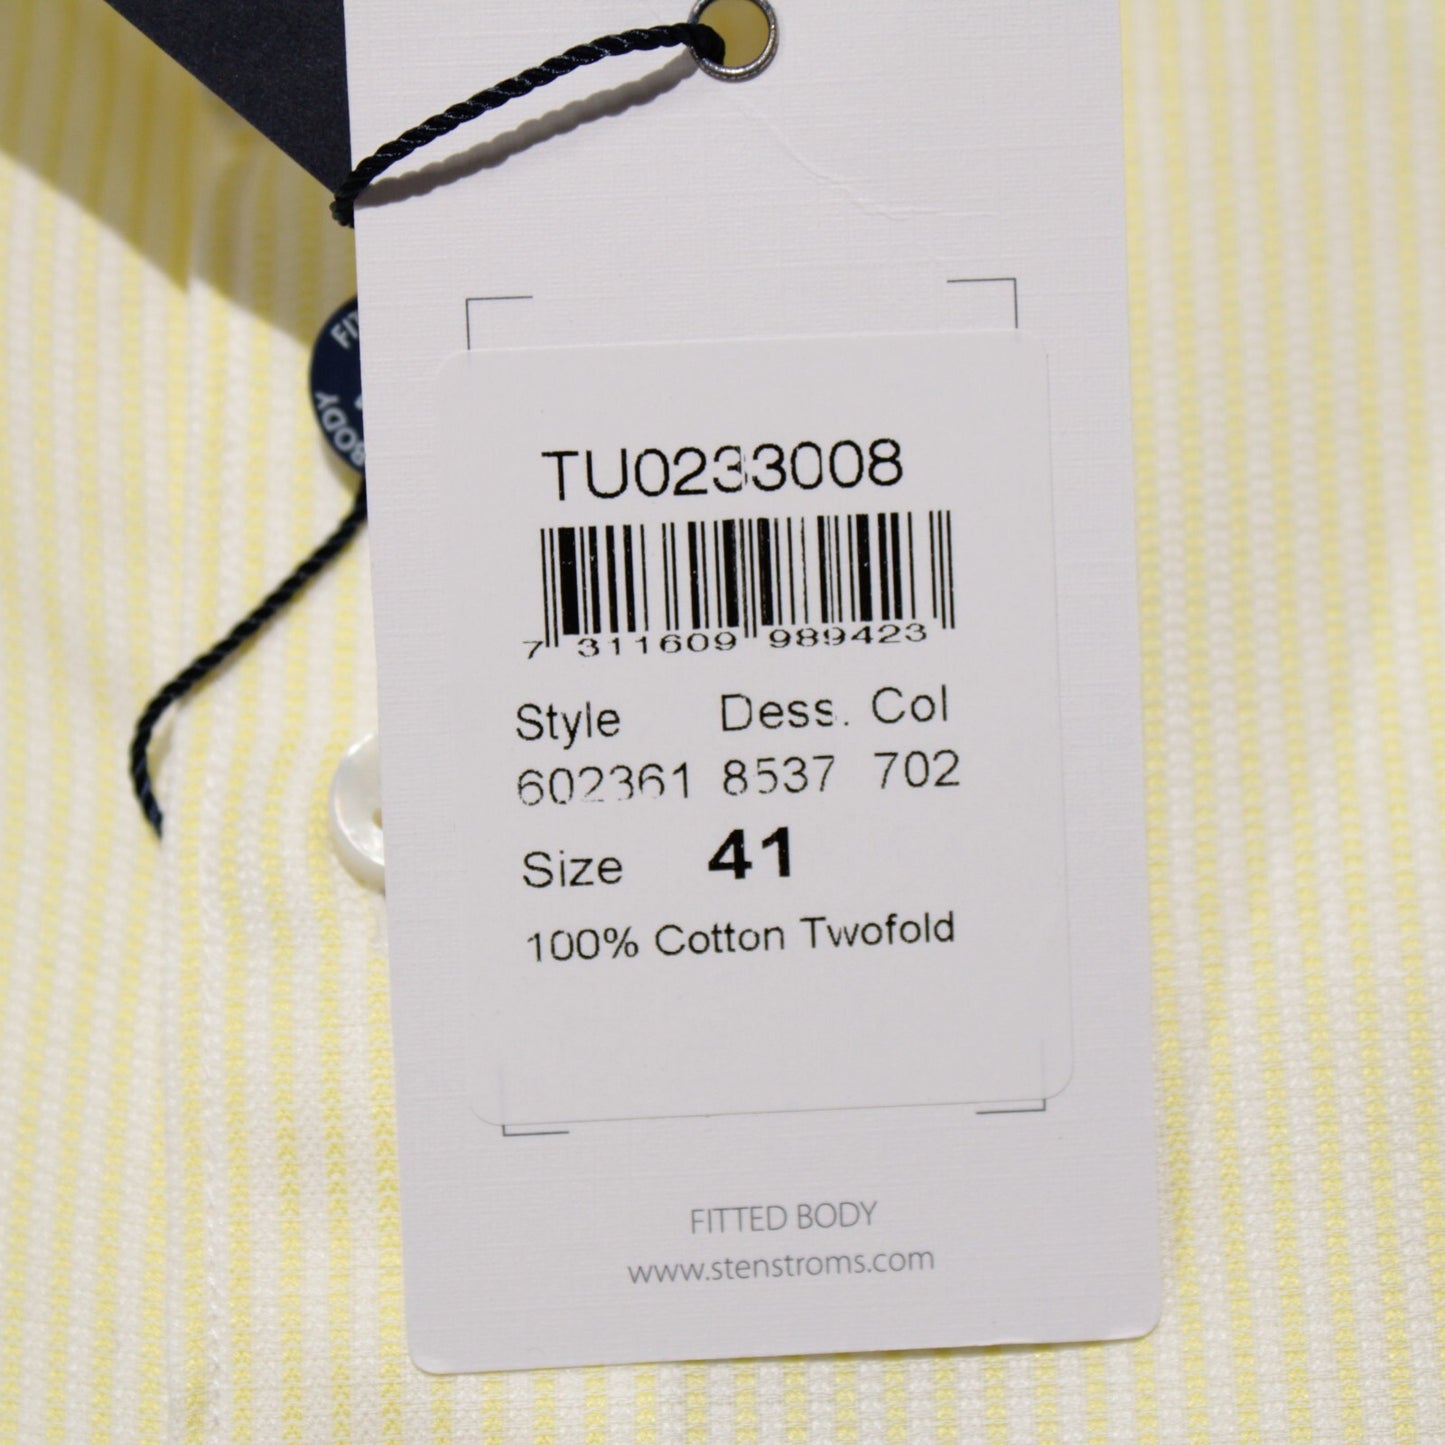 TU0233008
7 311609 989423
Style Dess. Col
602361 8537 702
Size 41
100% Cotton Twofold
FITTED BODY
www.stenstroms.com
BODY